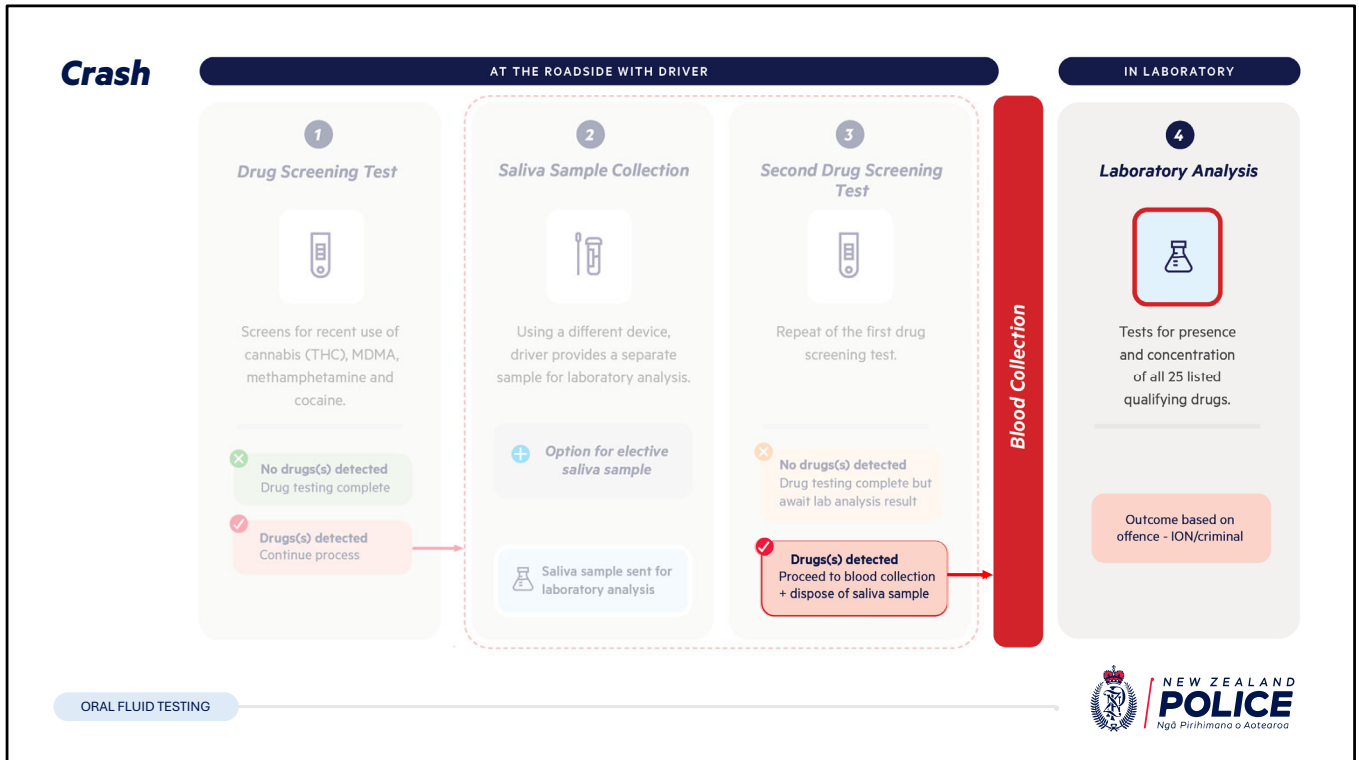 Crash
AT THE ROADSIDE WITH DRIVER
IN LABORATORY
1
Drug Screening Test
Screens for recent use of
cannabis (THC), MDMA,
methamphetamine and
cocaine.
No drugs(s) detected
Drug testing complete
Drugs(s) detected
Continue process
2
Saliva Sample Collection
Using a different device,
driver provides a separate
sample for laboratory analysis.
Option for elective
saliva sample
Saliva sample sent for
laboratory analysis
3
Second Drug Screening
Test
Repeat of the first drug
screening test.
No drugs(s) detected
Drug testing complete but
await lab analysis result
Drugs(s) detected
Proceed to blood collection
+ dispose of saliva sample
Blood Collection
4
Laboratory Analysis
Tests for presence
and concentration
of all 25 listed
qualifying drugs.
Outcome based on
offence - ION/criminal
ORAL FLUID TESTING
NEW ZEALAND
POLICE
Ngā Pirihimana o Aotearoa